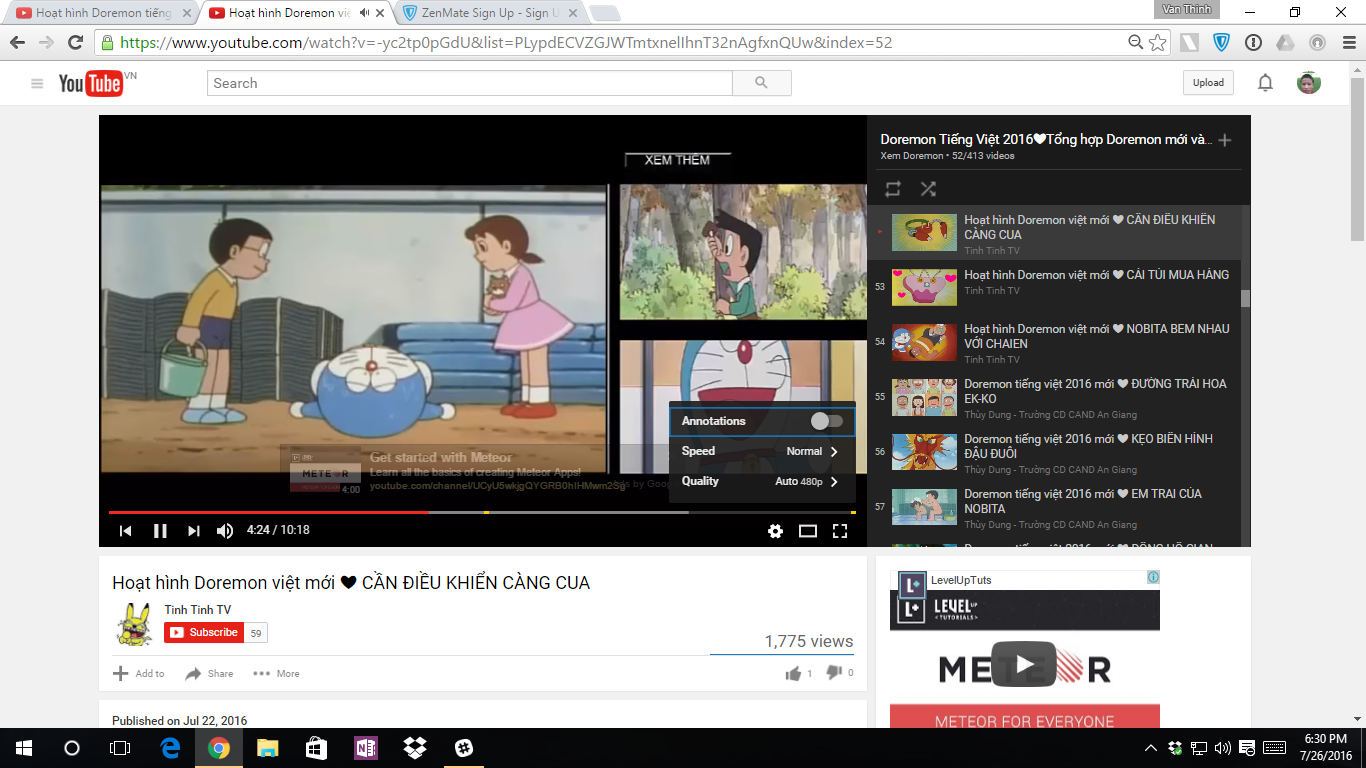 Hoạt hình Doremon tiếng
Hoạt hình Doremon việ
ZenMate Sign Up - Sign U
Van Thinh
https://www.youtube.com/watch?v=-yc2tp0pGdU&list=PLypdECVZGJWTmtxnelIhnT32nAgfxnQUw&index=52
YouTube VN
Search
Upload
XEM THÊM
Get started with Meteor
Learn all the basics of creating Meteor Apps!
youtube.com/channel/UCyU5wkjgQYGRB0hIHMwm2Sg
METEOR
4:00
Annotations
Speed Normal
Quality Auto 480p
4:24 / 10:18
Doremon Tiếng Việt 2016❤Tổng hợp Doremon mới và...
Xem Doremon • 52/413 videos
Hoạt hình Doremon việt mới ❤ CẦN ĐIỀU KHIỂN
CÀNG CUA
Tinh Tinh TV
53
Hoạt hình Doremon việt mới ❤ CÁI TÚI MUA HÀNG
Tinh Tinh TV
54
Hoạt hình Doremon việt mới ❤ NOBITA BEM NHAU
VỚI CHAIEN
Tinh Tinh TV
55
Doremon tiếng việt 2016 mới ❤ ĐƯỜNG TRẢI HOA
EK-KO
Thùy Dung - Trường CD CAND An Giang
56
Doremon tiếng việt 2016 mới ❤ KẸO BIẾN HÌNH
ĐẬU ĐUÔI
Thùy Dung - Trường CD CAND An Giang
57
Doremon tiếng việt 2016 mới ❤ EM TRAI CỦA
NOBITA
Thùy Dung - Trường CD CAND An Giang
Hoạt hình Doremon việt mới ❤ CẦN ĐIỀU KHIỂN CÀNG CUA
Tinh Tinh TV
Subscribe 59
1,775 views
Add to Share More
1 0
Published on Jul 22, 2016
LevelUpTuts
LEVEL UP
<TUTORIALS>
METEOR
METEOR FOR EVERYONE
6:30 PM
7/26/2016